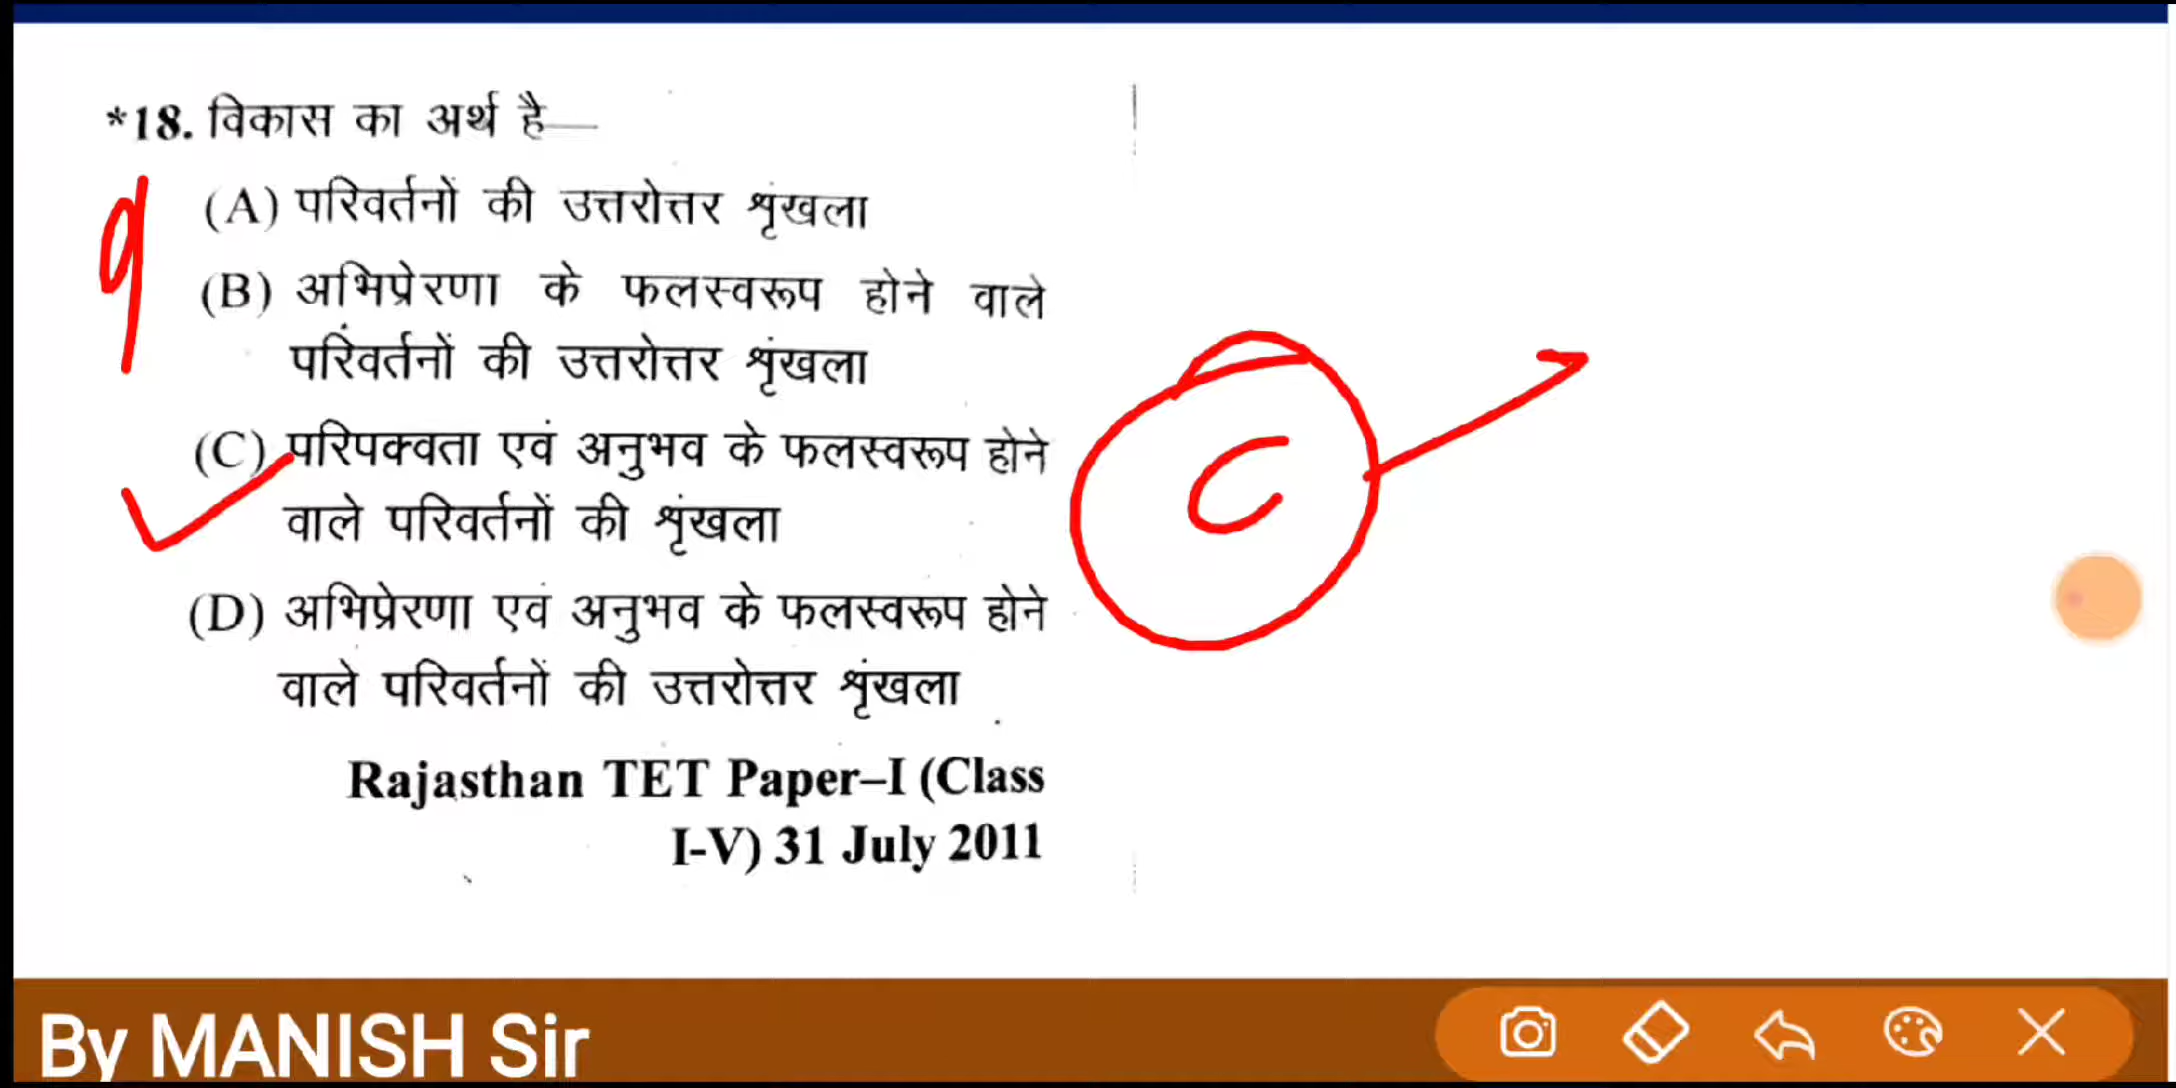 *18. विकास का अर्थ है—
(A) परिवर्तनों की उत्तरोत्तर शृंखला
(B) अभिप्रेरणा के फलस्वरूप होने वाले
परिवर्तनों की उत्तरोत्तर शृंखला
(C) परिपक्वता एवं अनुभव के फलस्वरूप होने
वाले परिवर्तनों की शृंखला
(D) अभिप्रेरणा एवं अनुभव के फलस्वरूप होने
वाले परिवर्तनों की उत्तरोत्तर शृंखला
C
Rajasthan TET Paper–I (Class
I-V) 31 July 2011
By MANISH Sir